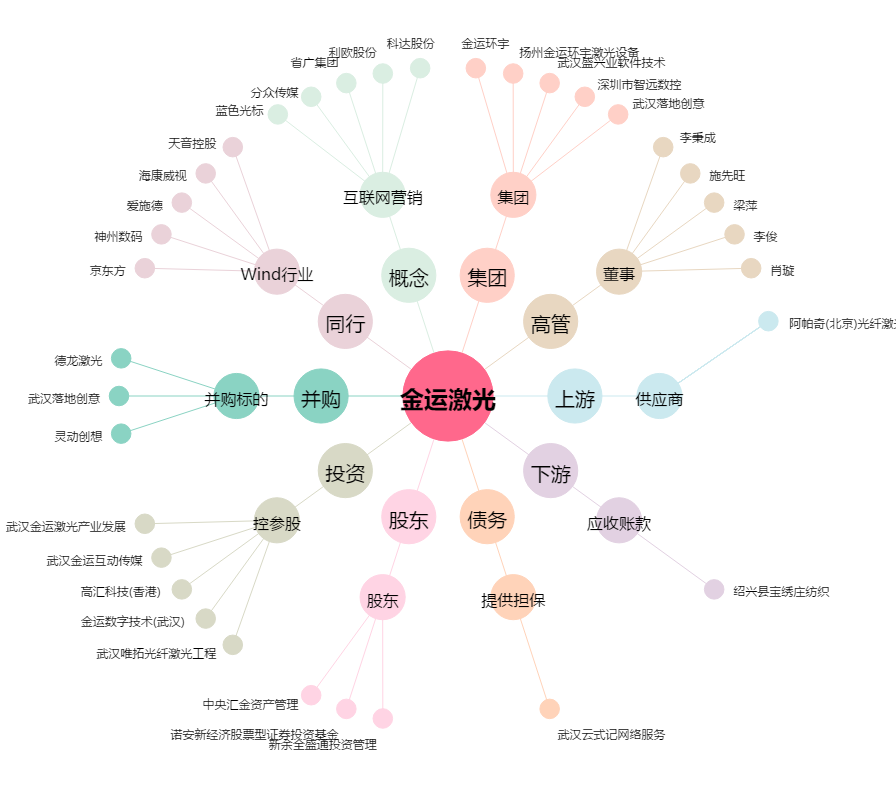 科达股份
金运环宇
利欧股份
扬州金运环宇激光设备
省广集团
武汉盛兴业软件技术
分众传媒
深圳市智远数控
蓝色光标
武汉落地创意
天音控股
李秉成
海康威视
施先旺
互联网营销
集团
爱施德
梁萍
神州数码
李俊
京东方
Wind行业
概念
集团
董事
肖璇
同行
高管
阿帕奇(北京)光纤激光
德龙激光
武汉落地创意
并购标的
并购
金运激光
上游
供应商
灵动创想
投资
下游
武汉金运激光产业发展
控参股
股东
债务
应收账款
武汉金运互动传媒
高汇科技(香港)
绍兴县宝绣庄纺织
股东
提供担保
金运数字技术(武汉)
武汉唯拓光纤激光工程
中央汇金资产管理
诺安新经济股票型证券投资基金
武汉云式记网络服务
新余全盛通投资管理